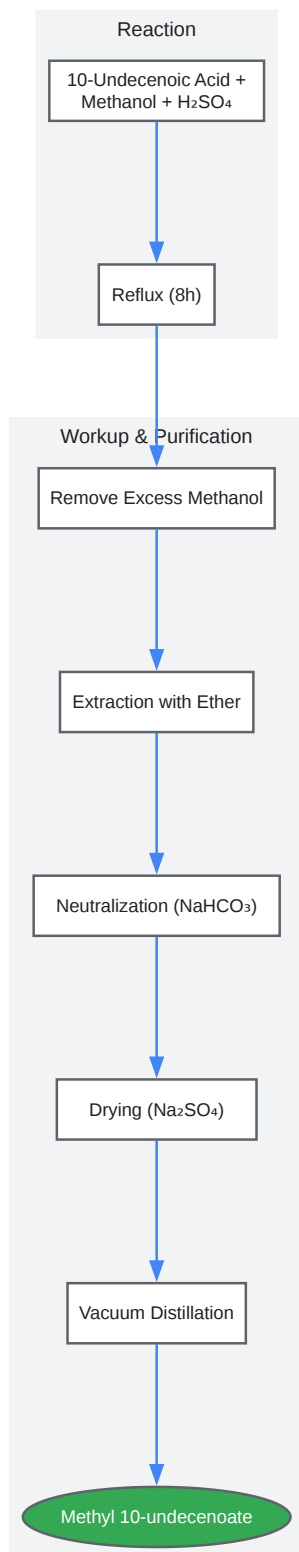 Reaction
10-Undecenoic Acid +
Methanol + H₂SO₄
Reflux (8h)
Workup & Purification
Remove Excess Methanol
Extraction with Ether
Neutralization (NaHCO₃)
Drying (Na₂SO₄)
Vacuum Distillation
Methyl 10-undecenoate